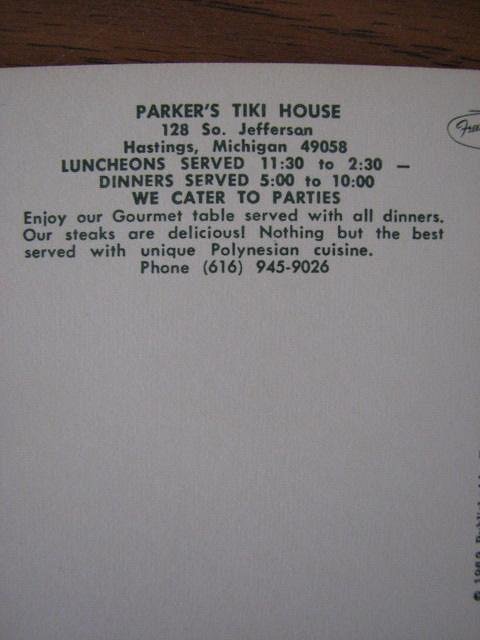 PARKER'S TIKI HOUSE
128 So. Jefferson
Hastings, Michigan 49058
LUNCHEONS SERVED 11:30 to 2:30 —
DINNERS SERVED 5:00 to 10:00
WE CATER TO PARTIES
Enjoy our Gourmet table served with all dinners.
Our steaks are delicious! Nothing but the best
served with unique Polynesian cuisine.
Phone (616) 945-9026